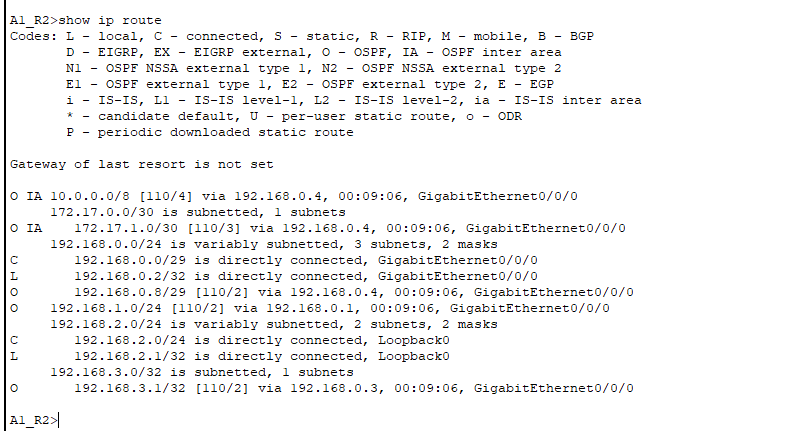 A1_R2>show ip route
Codes: L - local, C - connected, S - static, R - RIP, M - mobile, B - BGP
       D - EIGRP, EX - EIGRP external, O - OSPF, IA - OSPF inter area
       N1 - OSPF NSSA external type 1, N2 - OSPF NSSA external type 2
       E1 - OSPF external type 1, E2 - OSPF external type 2, E - EGP
       i - IS-IS, L1 - IS-IS level-1, L2 - IS-IS level-2, ia - IS-IS inter area
       * - candidate default, U - per-user static route, o - ODR
       P - periodic downloaded static route

Gateway of last resort is not set

O IA 10.0.0.0/8 [110/4] via 192.168.0.4, 00:09:06, GigabitEthernet0/0/0
     172.17.0.0/30 is subnetted, 1 subnets
O IA    172.17.1.0/30 [110/3] via 192.168.0.4, 00:09:06, GigabitEthernet0/0/0
     192.168.0.0/24 is variably subnetted, 3 subnets, 2 masks
C       192.168.0.0/29 is directly connected, GigabitEthernet0/0/0
L       192.168.0.2/32 is directly connected, GigabitEthernet0/0/0
O       192.168.0.8/29 [110/2] via 192.168.0.4, 00:09:06, GigabitEthernet0/0/0
O    192.168.1.0/24 [110/2] via 192.168.0.1, 00:09:06, GigabitEthernet0/0/0
     192.168.2.0/24 is variably subnetted, 2 subnets, 2 masks
C       192.168.2.0/24 is directly connected, Loopback0
L       192.168.2.1/32 is directly connected, Loopback0
     192.168.3.0/32 is subnetted, 1 subnets
O       192.168.3.1/32 [110/2] via 192.168.0.3, 00:09:06, GigabitEthernet0/0/0

A1_R2>